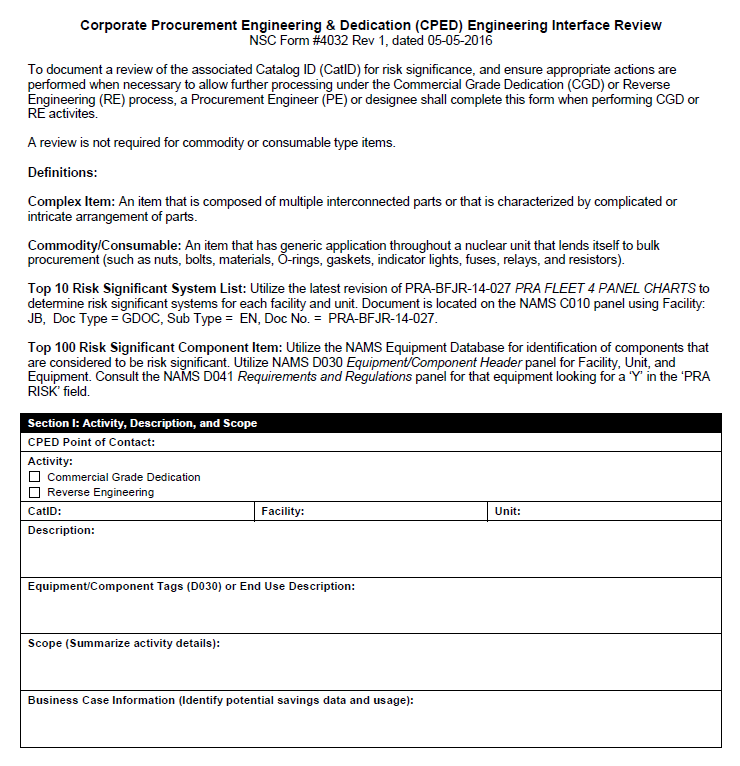 Corporate Procurement Engineering & Dedication (CPED) Engineering Interface Review
NSC Form #4032 Rev 1, dated 05-05-2016
To document a review of the associated Catalog ID (CatID) for risk significance, and ensure appropriate actions are
performed when necessary to allow further processing under the Commercial Grade Dedication (CGD) or Reverse
Engineering (RE) process, a Procurement Engineer (PE) or designee shall complete this form when performing CGD or
RE activites.
A review is not required for commodity or consumable type items.
Definitions:
Complex Item: An item that is composed of multiple interconnected parts or that is characterized by complicated or
intricate arrangement of parts.
Commodity/Consumable: An item that has generic application throughout a nuclear unit that lends itself to bulk
procurement (such as nuts, bolts, materials, O-rings, gaskets, indicator lights, fuses, relays, and resistors).
Top 10 Risk Significant System List: Utilize the latest revision of PRA-BFJR-14-027 PRA FLEET 4 PANEL CHARTS to
determine risk significant systems for each facility and unit. Document is located on the NAMS C010 panel using Facility:
JB, Doc Type = GDOC, Sub Type = EN, Doc No. = PRA-BFJR-14-027.
Top 100 Risk Significant Component Item: Utilize the NAMS Equipment Database for identification of components that
are considered to be risk significant. Utilize NAMS D030 Equipment/Component Header panel for Facility, Unit, and
Equipment. Consult the NAMS D041 Requirements and Regulations panel for that equipment looking for a ‘Y’ in the ‘PRA
RISK’ field.
Section I: Activity, Description, and Scope
CPED Point of Contact:
Activity:
Commercial Grade Dedication
Reverse Engineering
CatID: Facility: Unit:
Description:
Equipment/Component Tags (D030) or End Use Description:
Scope (Summarize activity details):
Business Case Information (Identify potential savings data and usage):